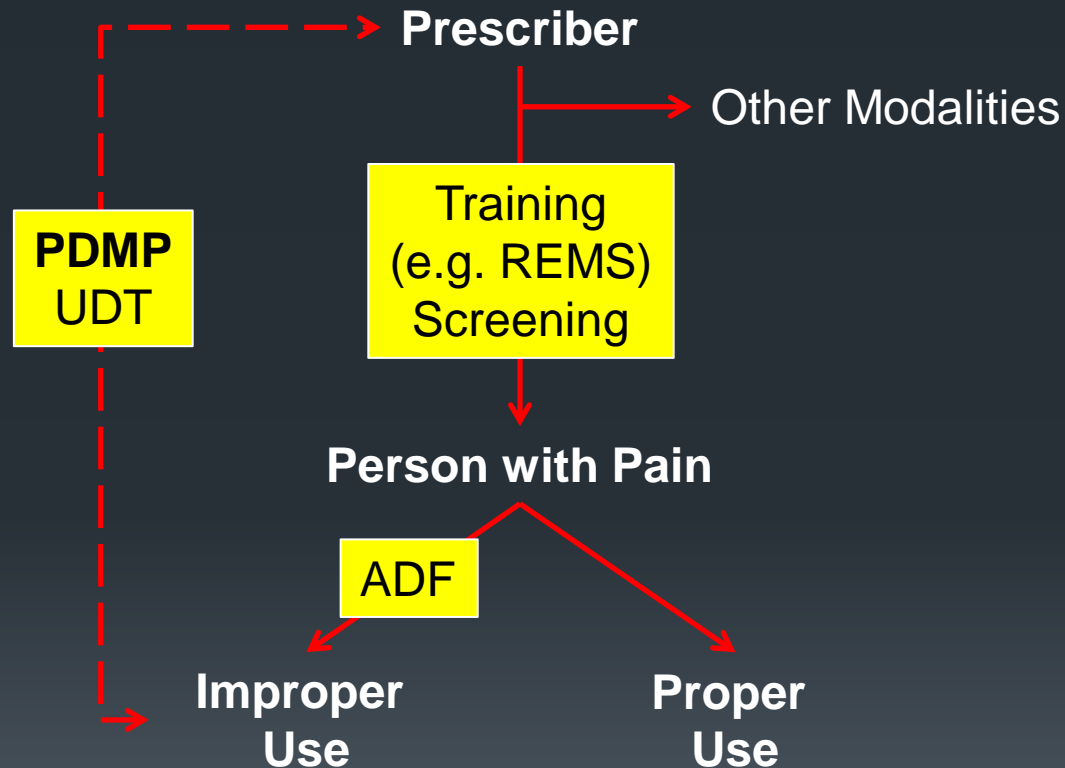 Prescriber
Other Modalities
Training
(e.g. REMS)
Screening
PDMP
UDT
Person with Pain
ADF
Improper
Use
Proper
Use